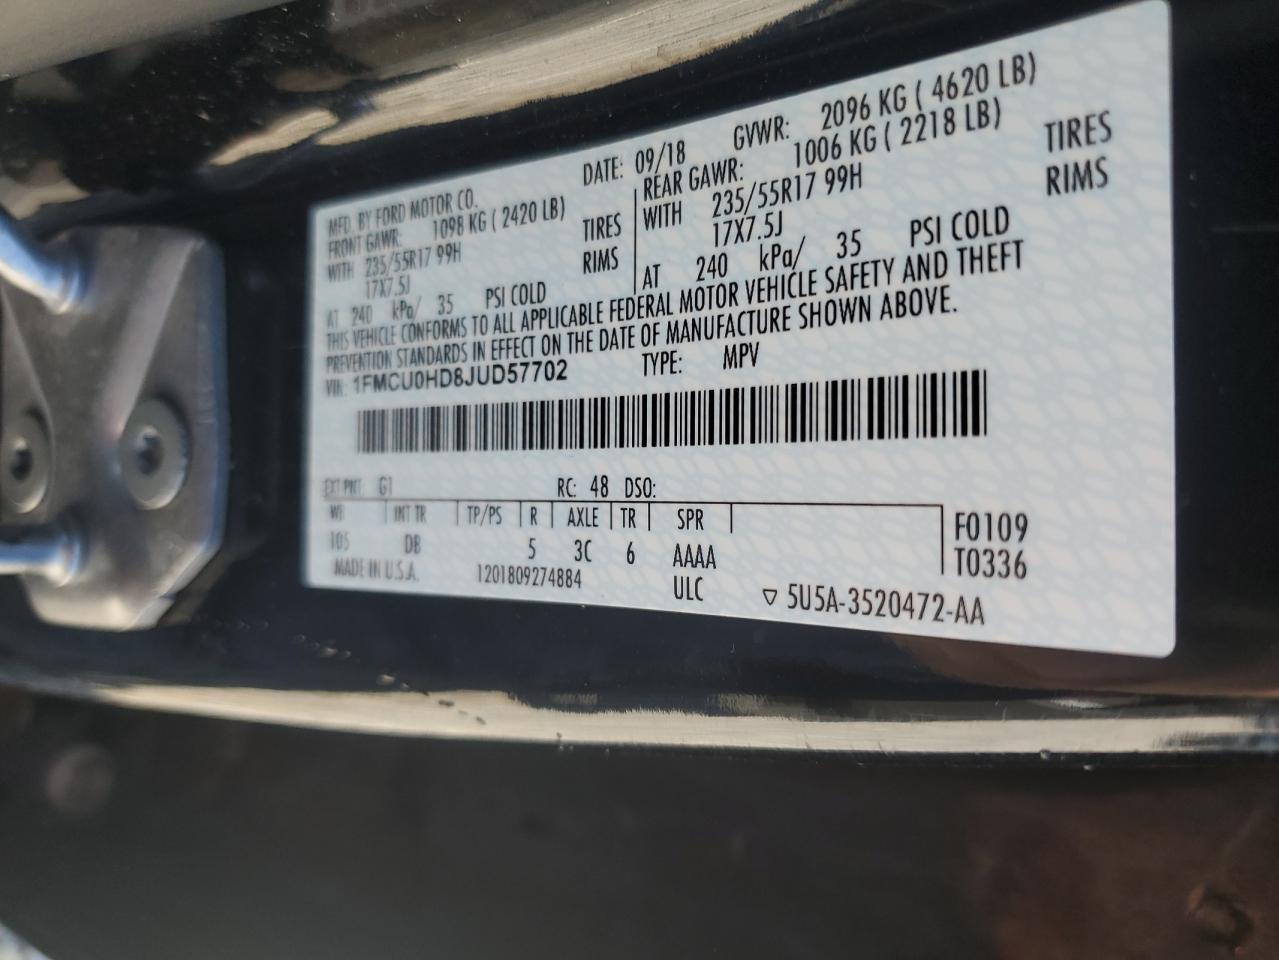 MFD. BY FORD MOTOR CO.
DATE: 09/18 GVWR: 2096 KG ( 4620 LB)
FRONT GAWR: 1098 KG ( 2420 LB)
WITH 235/55R17 99H TIRES
17X7.5J RIMS
AT 240 kPa/ 35 PSI COLD
REAR GAWR: 1006 KG ( 2218 LB)
WITH 235/55R17 99H TIRES
17X7.5J RIMS
AT 240 kPa/ 35 PSI COLD
THIS VEHICLE CONFORMS TO ALL APPLICABLE FEDERAL MOTOR VEHICLE SAFETY AND THEFT
PREVENTION STANDARDS IN EFFECT ON THE DATE OF MANUFACTURE SHOWN ABOVE.
VIN: 1FMCU0HD8JUD57702 TYPE: MPV
EXT PNT: G1 RC: 48 DSO:
WB INT TR TP/PS R AXLE TR SPR
105 DB 5 3C 6 AAAA
F0109
T0336
MADE IN U.S.A. 1201809274884 ULC ▽ 5U5A-3520472-AA